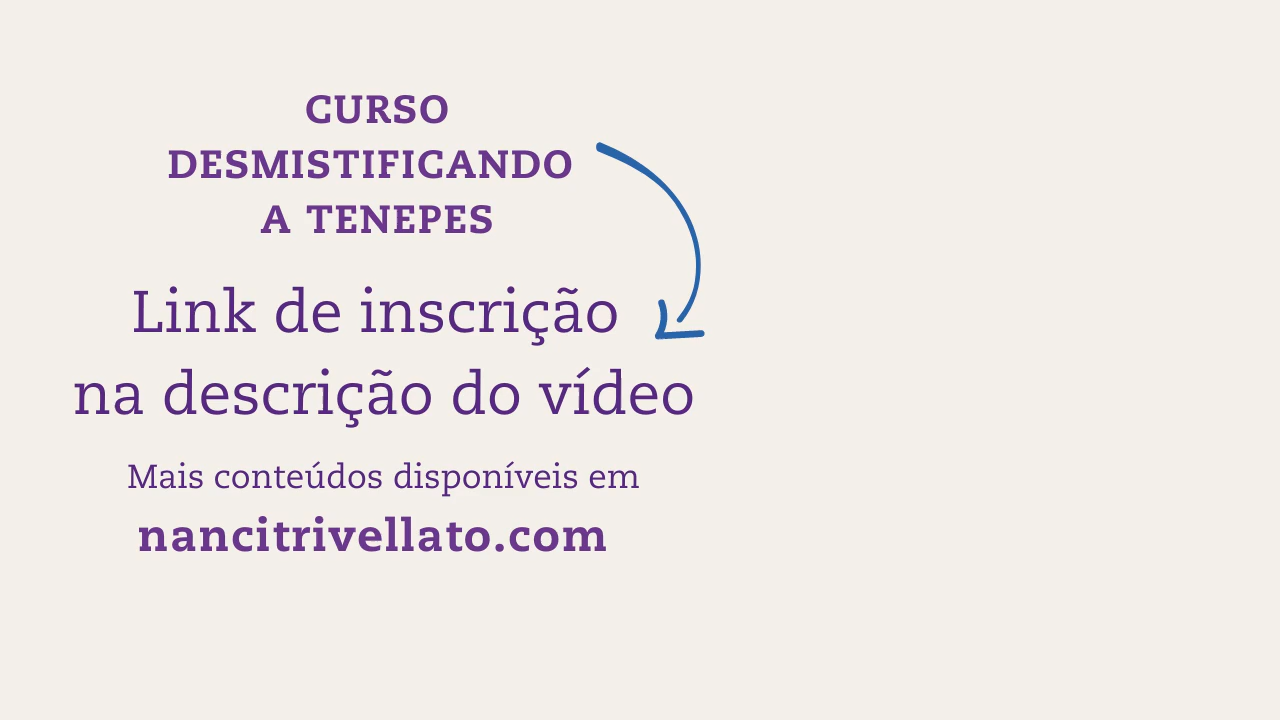 CURSO
DESMISTIFICANDO
A TENEPES
Link de inscrição
na descrição do vídeo
Mais conteúdos disponíveis em
nancitrivellato.com